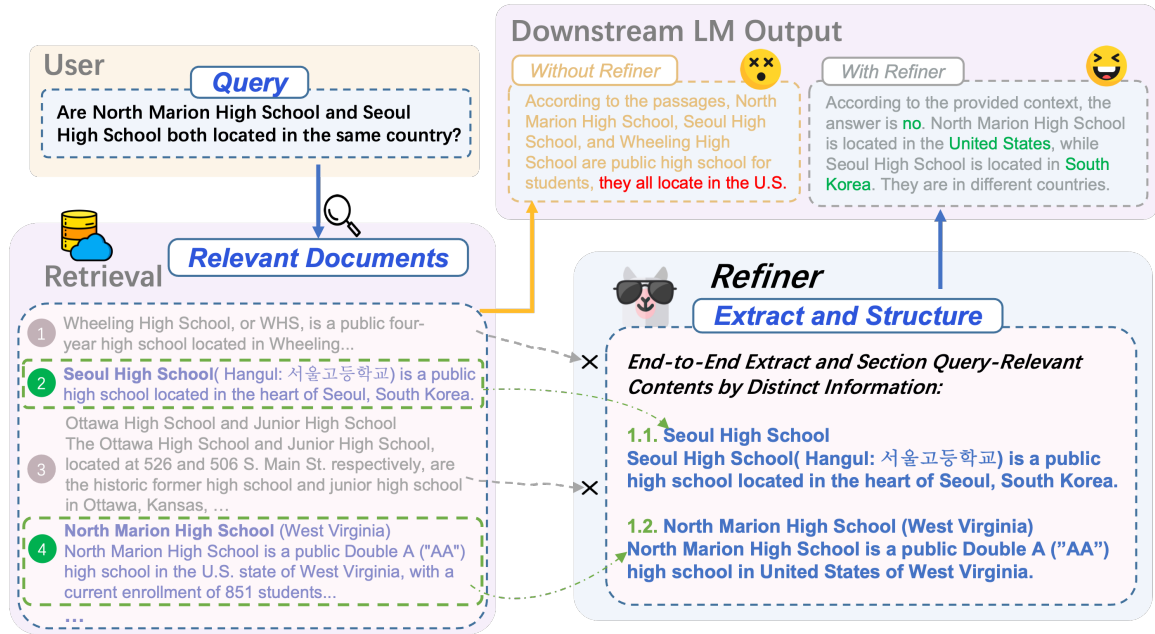 User
Query
Are North Marion High School and Seoul
High School both located in the same country?
Downstream LM Output
Without Refiner
According to the passages, North
Marion High School, Seoul High
School, and Wheeling High
School are public high school for
students, they all locate in the U.S.
With Refiner
According to the provided context, the
answer is no. North Marion High School
is located in the United States, while
Seoul High School is located in South
Korea. They are in different countries.
Retrieval
Relevant Documents
1
Wheeling High School, or WHS, is a public four-
year high school located in Wheeling...
2
Seoul High School( Hangul: 서울고등학교) is a public
high school located in the heart of Seoul, South Korea.
3
Ottawa High School and Junior High School
The Ottawa High School and Junior High School,
located at 526 and 506 S. Main St. respectively, are
the historic former high school and junior high school
in Ottawa, Kansas, …
4
North Marion High School (West Virginia)
North Marion High School is a public Double A ("AA")
high school in the U.S. state of West Virginia, with a
current enrollment of 851 students...
...
Refiner
Extract and Structure
End-to-End Extract and Section Query-Relevant
Contents by Distinct Information:
1.1. Seoul High School
Seoul High School( Hangul: 서울고등학교) is a public
high school located in the heart of Seoul, South Korea.
1.2. North Marion High School (West Virginia)
North Marion High School is a public Double A (”AA”)
high school in United States of West Virginia.